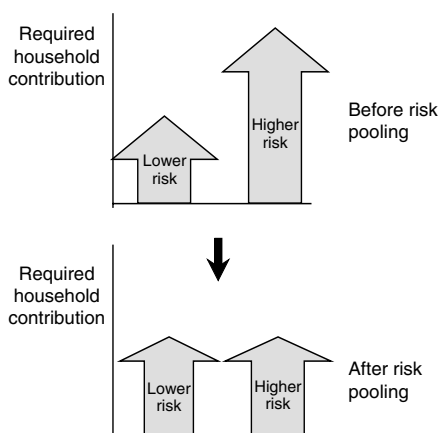 Required
household
contribution
Lower
risk
Higher
risk
Before risk
pooling
Required
household
contribution
Lower
risk
Higher
risk
After risk
pooling